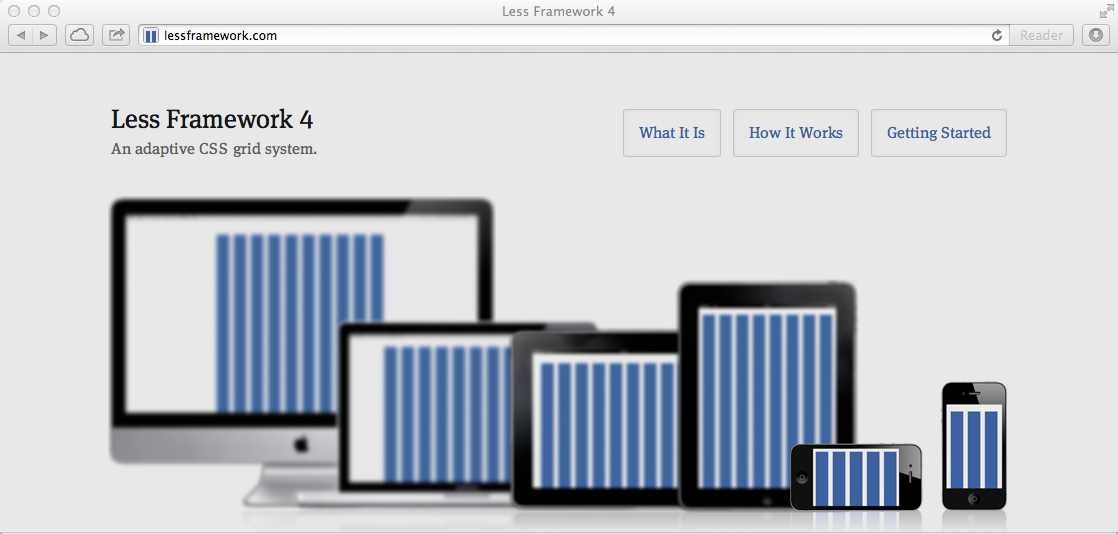 Less Framework 4
lessframework.com
Reader
Less Framework 4
What It Is
How It Works
Getting Started
An adaptive CSS grid system.